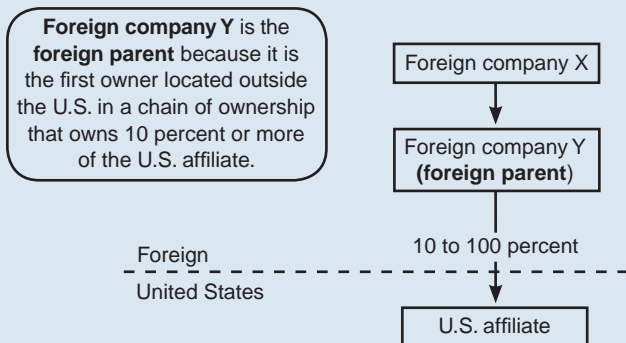 Foreign company Y is the
foreign parent because it is
the first owner located outside
the U.S. in a chain of ownership
that owns 10 percent or more
of the U.S. affiliate.
Foreign company X
Foreign company Y
(foreign parent)
10 to 100 percent
Foreign
United States
U.S. affiliate